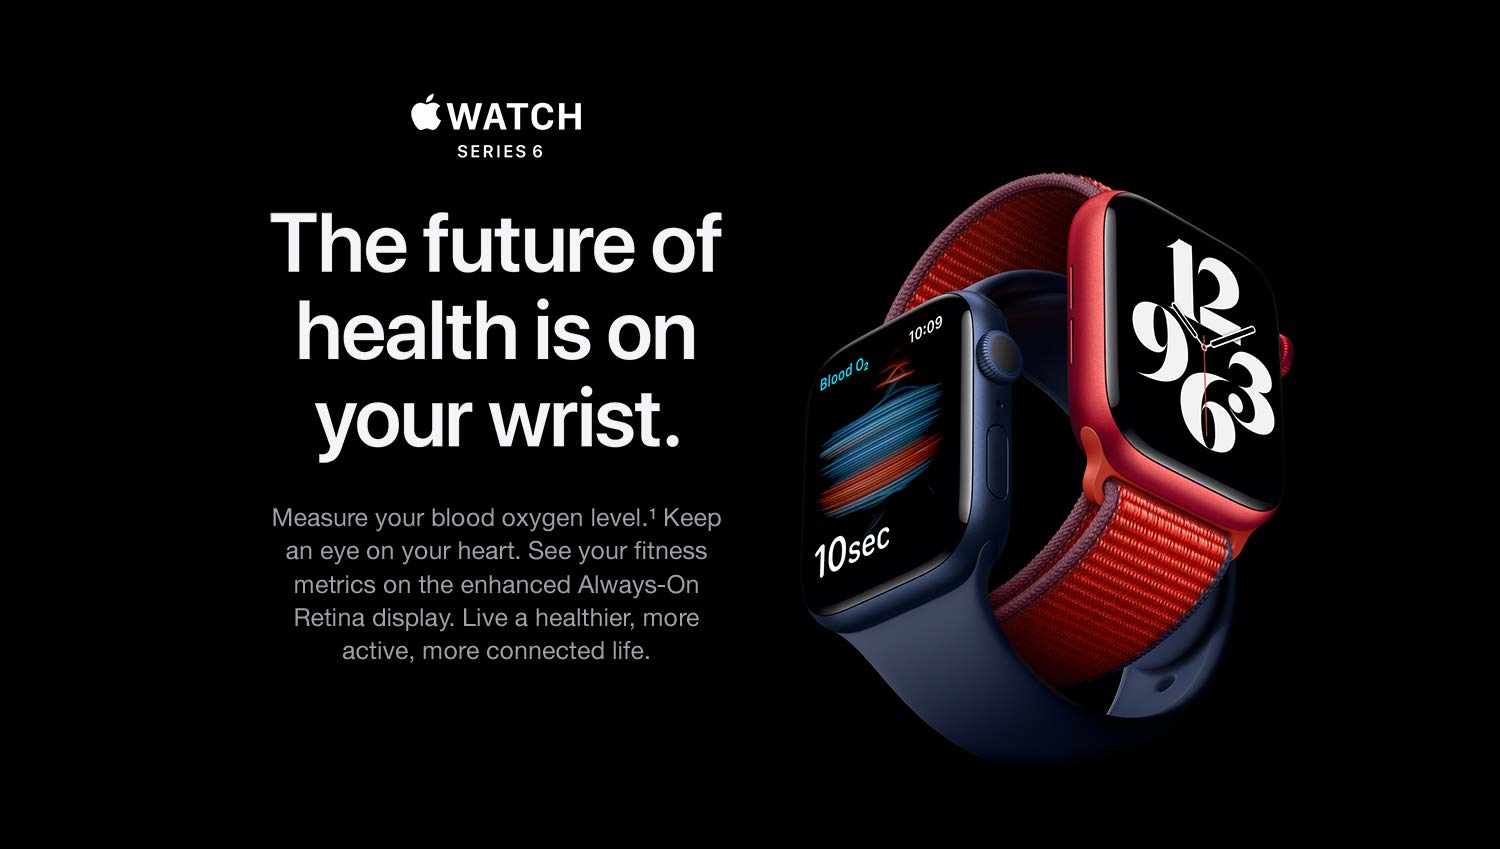 WATCH
SERIES 6
The future of
health is on
your wrist.
Measure your blood oxygen level.¹ Keep
an eye on your heart. See your fitness
metrics on the enhanced Always-On
Retina display. Live a healthier, more
active, more connected life.
Blood O₂
10:09
10sec
12
9
3
6